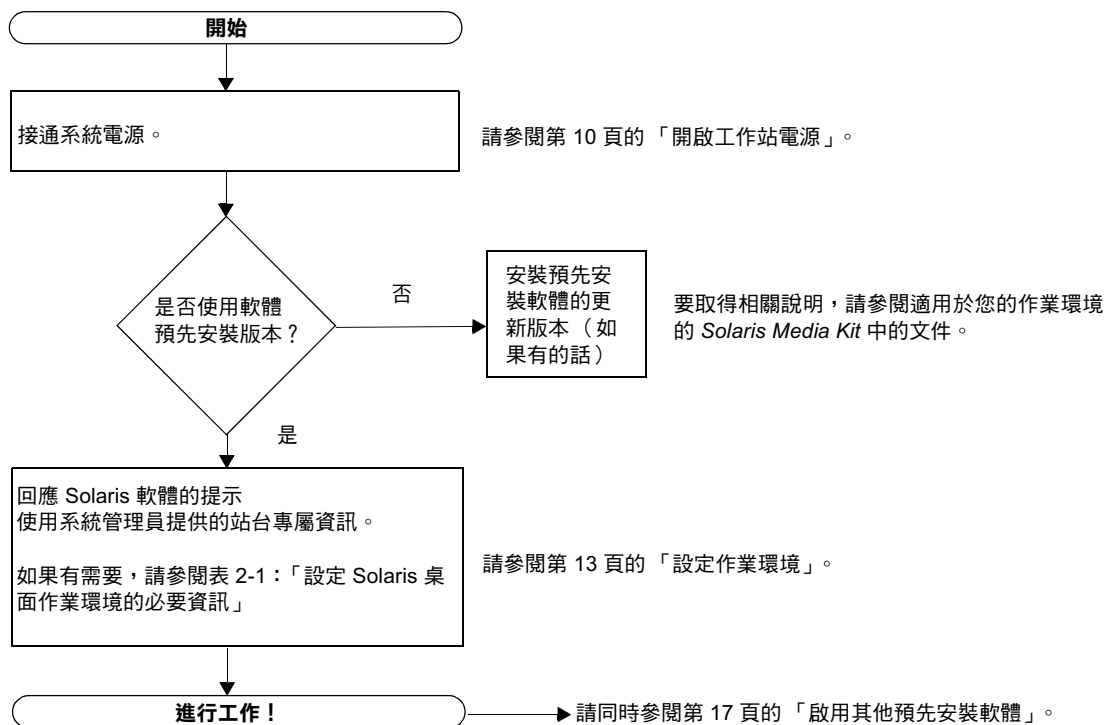 開始
接通系統電源。
請參閱第 10 頁的「開啟工作站電源」。
是否使用軟體
預先安裝版本？
否
安裝預先安
裝軟體的更
新版本（如
果有的話）
要取得相關說明，請參閱適用於您的作業環境
的 Solaris Media Kit 中的文件。
是
回應 Solaris 軟體的提示
使用系統管理員提供的站台專屬資訊。
如果有需要，請參閱表 2-1：「設定 Solaris 桌
面作業環境的必要資訊」
請參閱第 13 頁的「設定作業環境」。
進行工作！
請同時參閱第 17 頁的「啟用其他預先安裝軟體」。